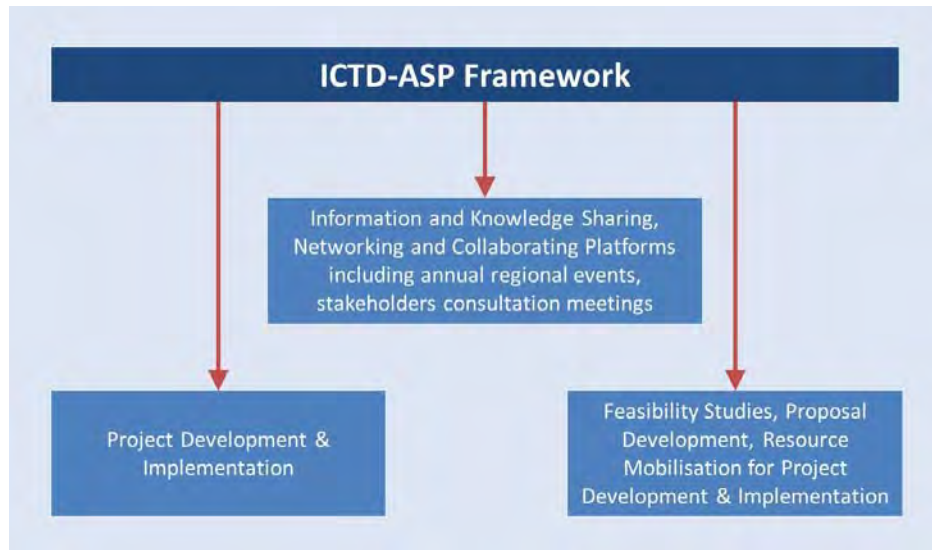 ICTD-ASP Framework
Information and Knowledge Sharing,
Networking and Collaborating Platforms
including annual regional events,
stakeholders consultation meetings
Project Development &
Implementation
Feasibility Studies, Proposal
Development, Resource
Mobilisation for Project
Development & Implementation